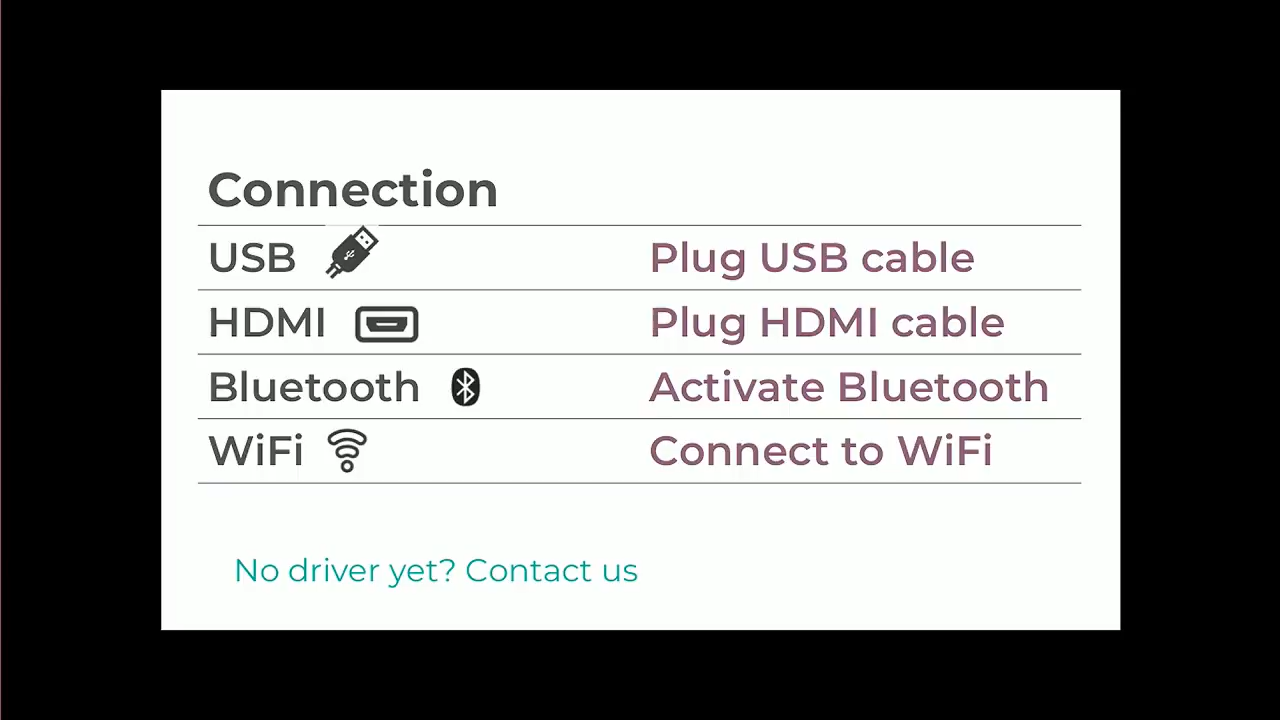 Connection
USB Plug USB cable
HDMI Plug HDMI cable
Bluetooth Activate Bluetooth
WiFi Connect to WiFi
No driver yet? Contact us